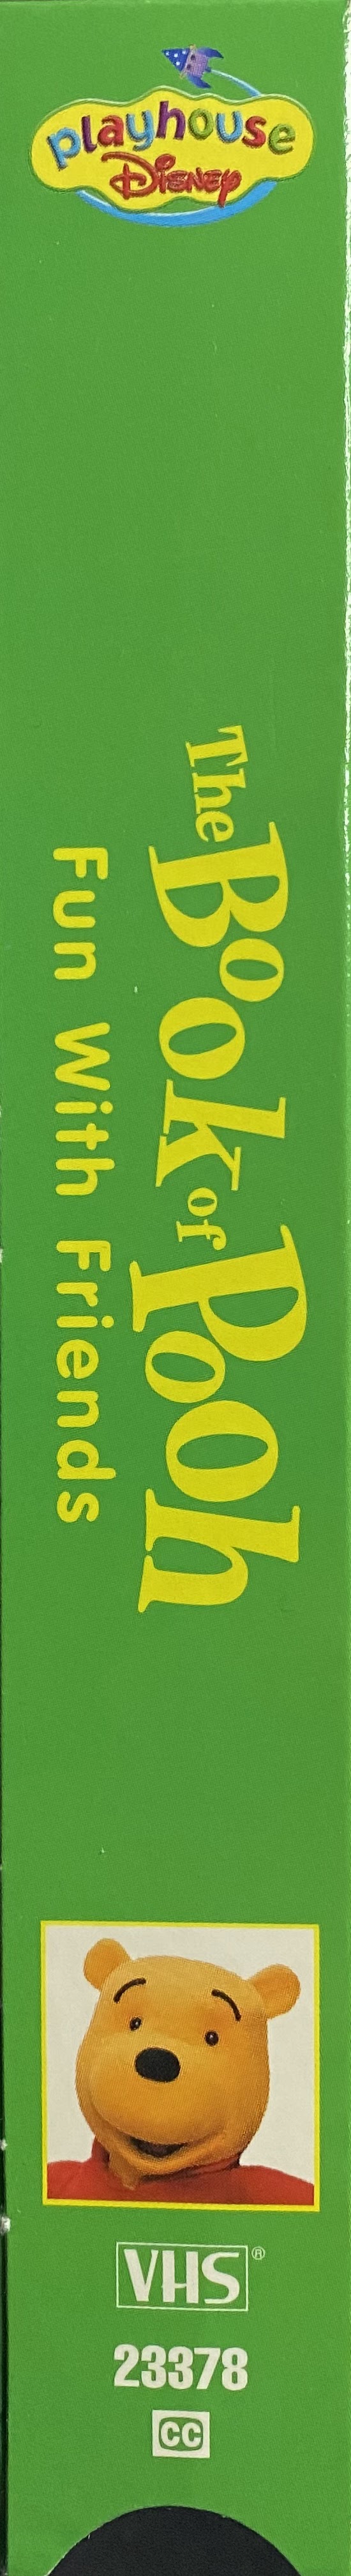 playhouse
Disney
The Book of Pooh
Fun With Friends
VHS®
23378
CC